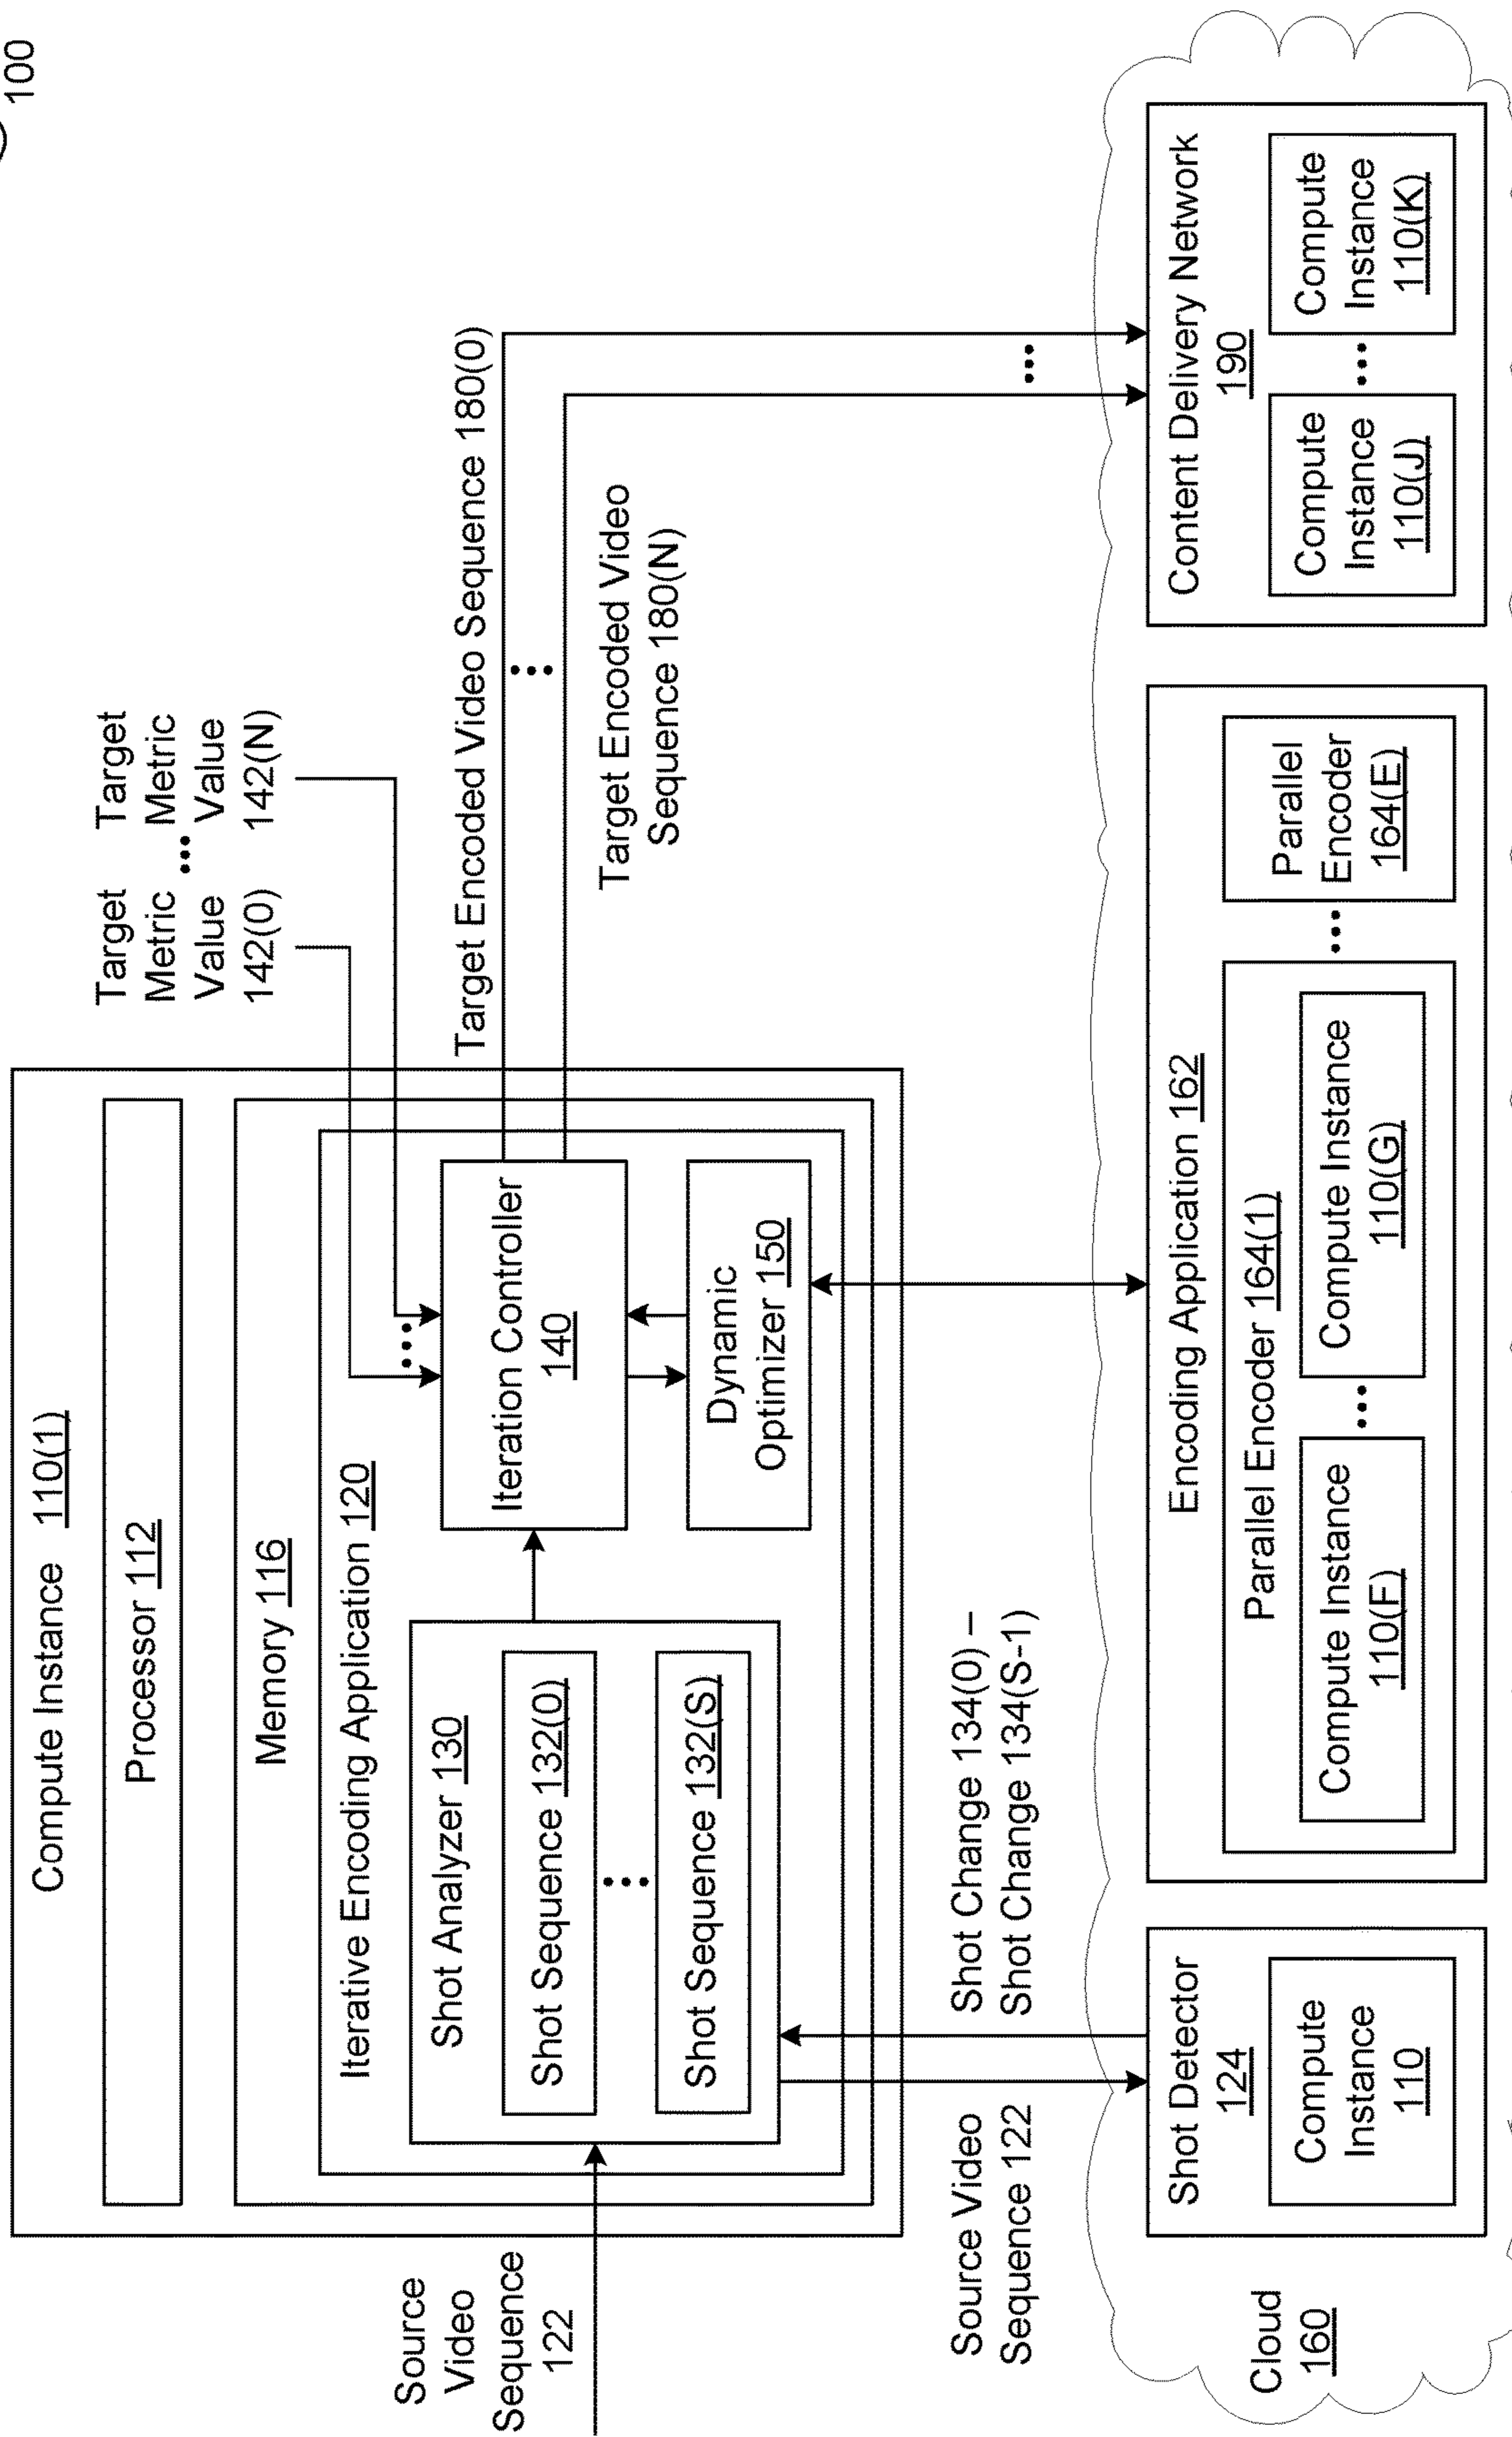 100
Compute Instance 110(1)
Processor 112
Memory 116
Iterative Encoding Application 120
Shot Analyzer 130
Shot Sequence 132(0)
Shot Sequence 132(S)
Iteration Controller
140
Dynamic
Optimizer 150
Source
Video
Sequence
122
Target
Metric
Value
142(0)
Target
Metric
Value
142(N)
Target Encoded Video Sequence 180(0)
Target Encoded Video
Sequence 180(N)
Source Video
Sequence 122
Shot Change 134(0) –
Shot Change 134(S-1)
Cloud
160
Shot Detector
124
Compute
Instance
110
Encoding Application 162
Parallel Encoder 164(1)
Compute Instance
110(F)
Compute Instance
110(G)
Parallel
Encoder
164(E)
Content Delivery Network
190
Compute
Instance
110(J)
Compute
Instance
110(K)